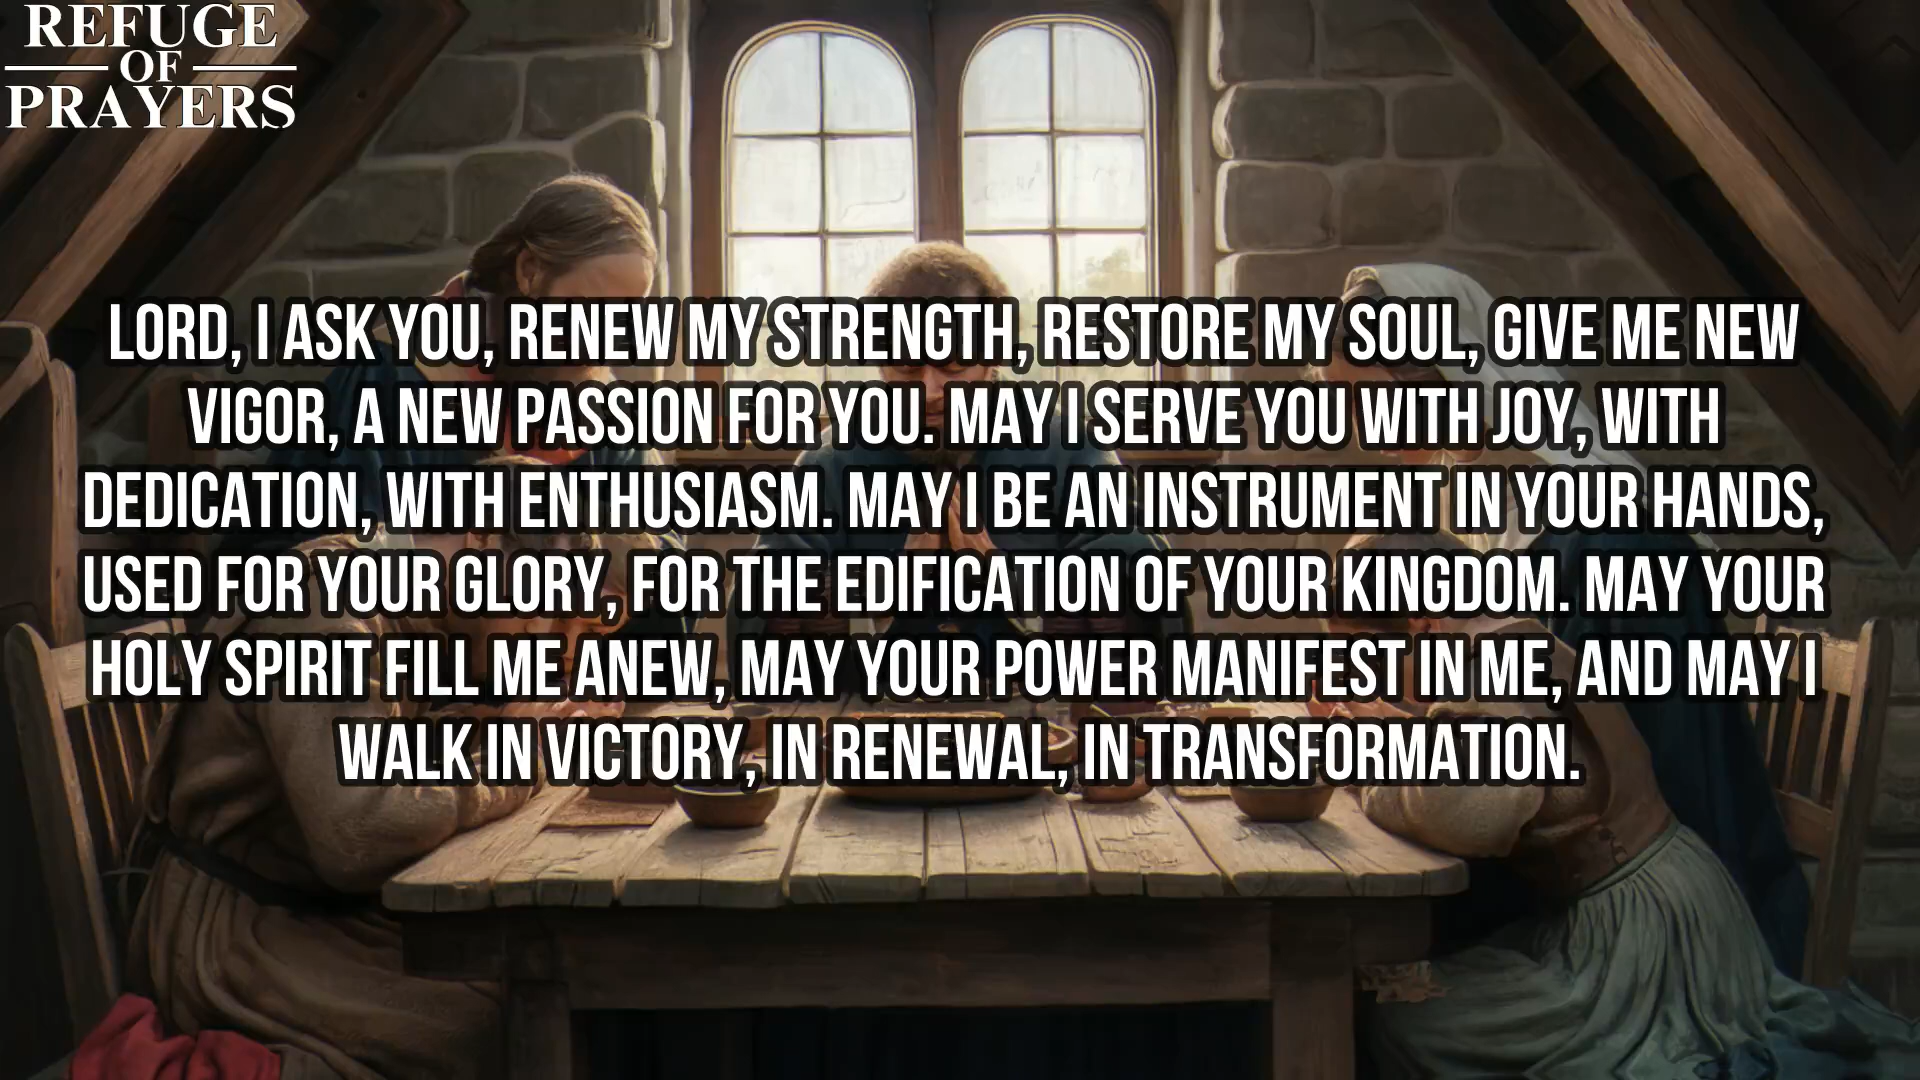 REFUGE
OF
PRAYERS
LORD, I ASK YOU, RENEW MY STRENGTH, RESTORE MY SOUL, GIVE ME NEW
VIGOR, A NEW PASSION FOR YOU. MAY I SERVE YOU WITH JOY, WITH
DEDICATION, WITH ENTHUSIASM. MAY I BE AN INSTRUMENT IN YOUR HANDS,
USED FOR YOUR GLORY, FOR THE EDIFICATION OF YOUR KINGDOM. MAY YOUR
HOLY SPIRIT FILL ME ANEW, MAY YOUR POWER MANIFEST IN ME, AND MAY I
WALK IN VICTORY, IN RENEWAL, IN TRANSFORMATION.